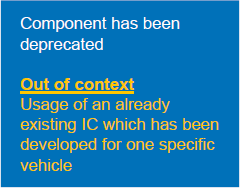 Component has been
deprecated
Out of context
Usage of an already
existing IC which has been
developed for one specific
vehicle